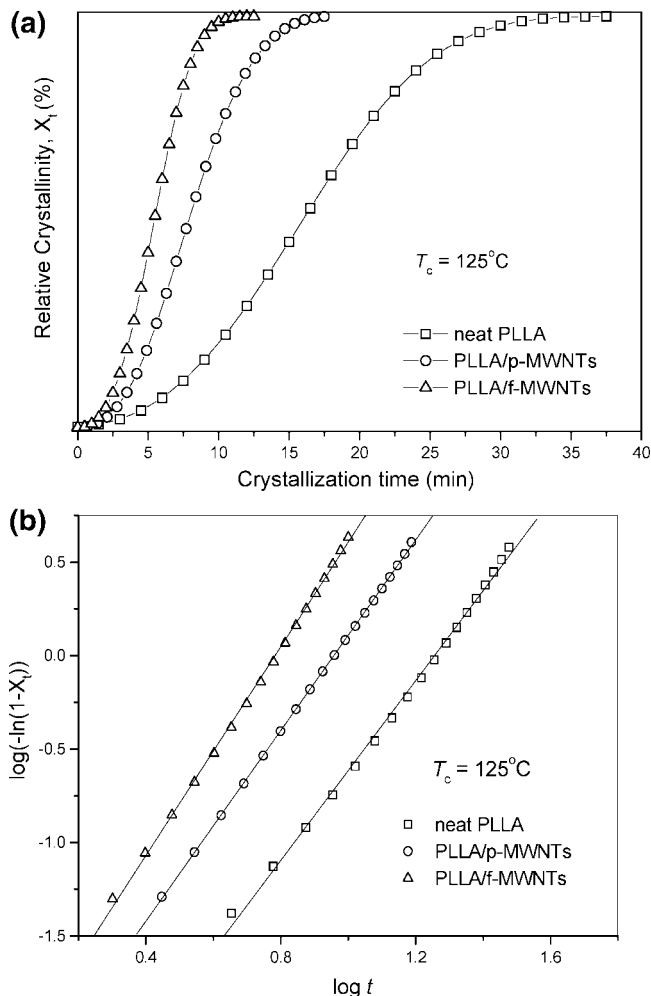 (a)
Relative Crystallinity, Xt (%)
Tc = 125°C
neat PLLA
PLLA/p-MWNTs
PLLA/f-MWNTs
0 5 10 15 20 25 30 35 40
Crystallization time (min)
(b)
log(-ln(1-Xt))
0.5
0.0
-0.5
-1.0
-1.5
Tc = 125°C
neat PLLA
PLLA/p-MWNTs
PLLA/f-MWNTs
0.4 0.8 1.2 1.6
log t